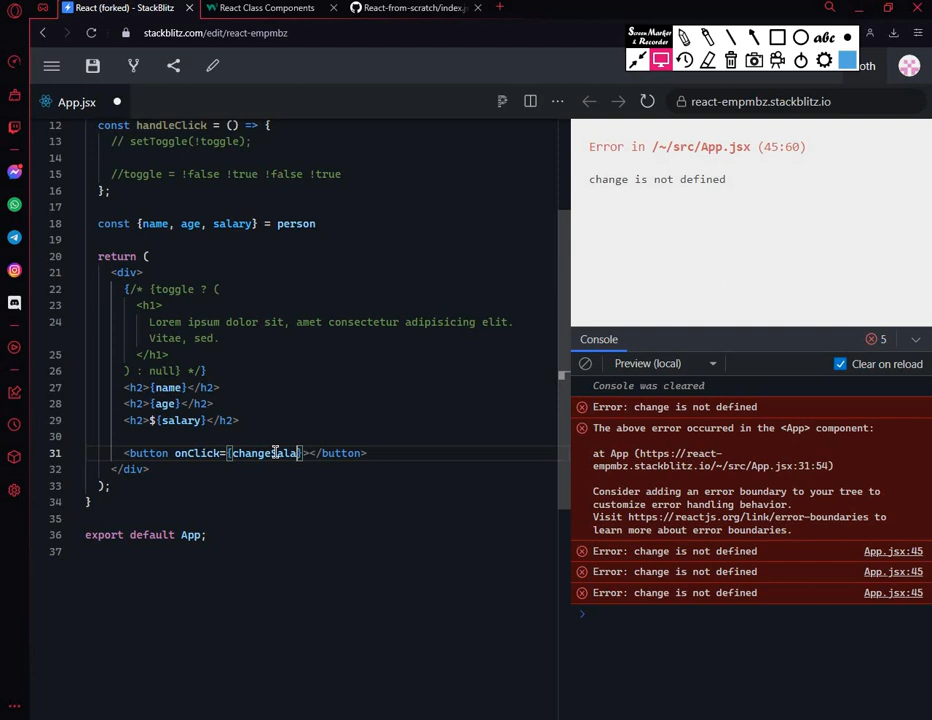 React (forked) - StackBlitz
React Class Components
React-from-scratch/index.j
stackblitz.com/edit/react-empmbz
Screen Marker
& Recorder
abc
oth
App.jsx
react-empmbz.stackblitz.io
12 const handleClick = () => {
13 // setToggle(!toggle);
14
15 //toggle = !false !true !false !true
16 };
17
18 const {name, age, salary} = person
19
20 return (
21 <div>
22 {/* {toggle ? (
23 <h1>
24 Lorem ipsum dolor sit, amet consectetur adipisicing elit.
Vitae, sed.
25 </h1>
26 ) : null} */}
27 <h2>{name}</h2>
28 <h2>{age}</h2>
29 <h2>${salary}</h2>
30
31 <button onClick={changeSala}></button>
32 </div>
33 );
34 }
35
36 export default App;
37
Error in /~/src/App.jsx (45:60)
change is not defined
Console
5
Preview (local)
Clear on reload
Console was cleared
Error: change is not defined
The above error occurred in the <App> component:
at App (https://react-
empmbz.stackblitz.io/~/src/App.jsx:31:54)
Consider adding an error boundary to your tree to
customize error handling behavior.
Visit https://reactjs.org/link/error-boundaries to
learn more about error boundaries.
Error: change is not defined App.jsx:45
Error: change is not defined App.jsx:45
Error: change is not defined App.jsx:45